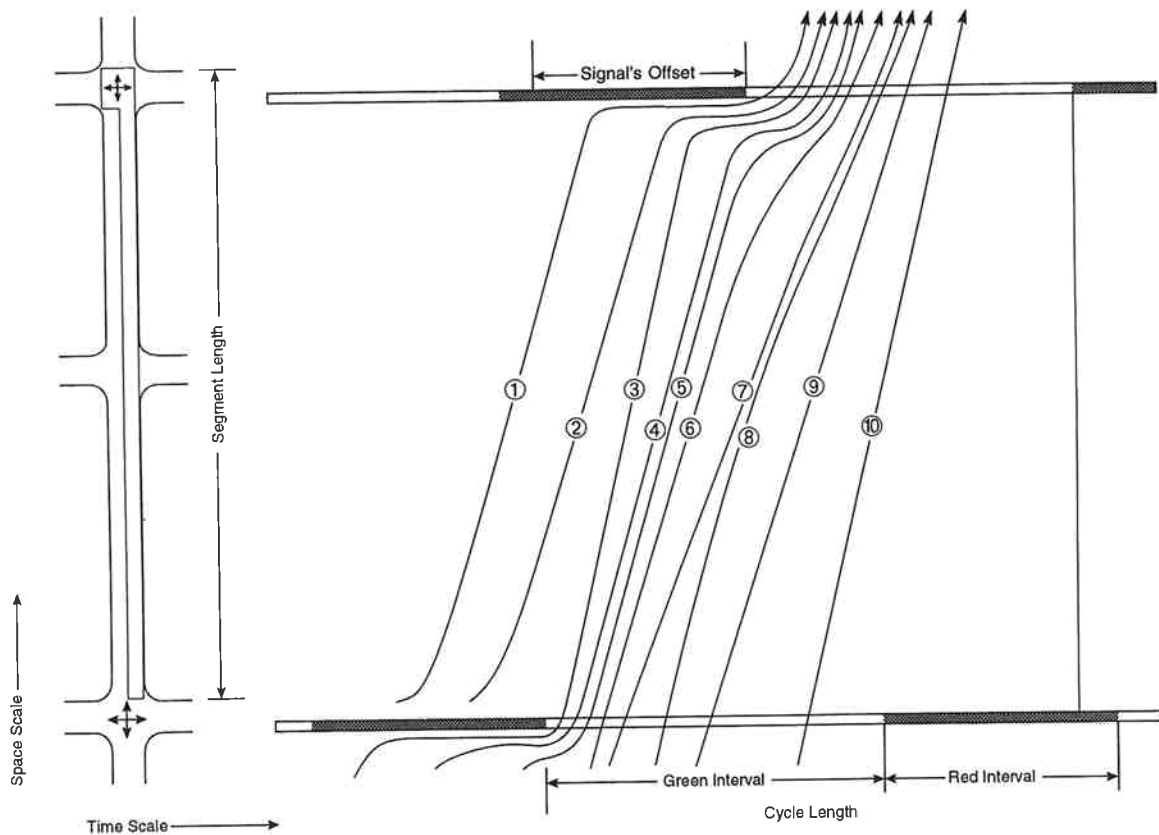 Signal's Offset
Segment Length
①
②
③
④
⑤
⑥
⑦
⑧
⑨
⑩
Space Scale
Green Interval
Red Interval
Cycle Length
Time Scale